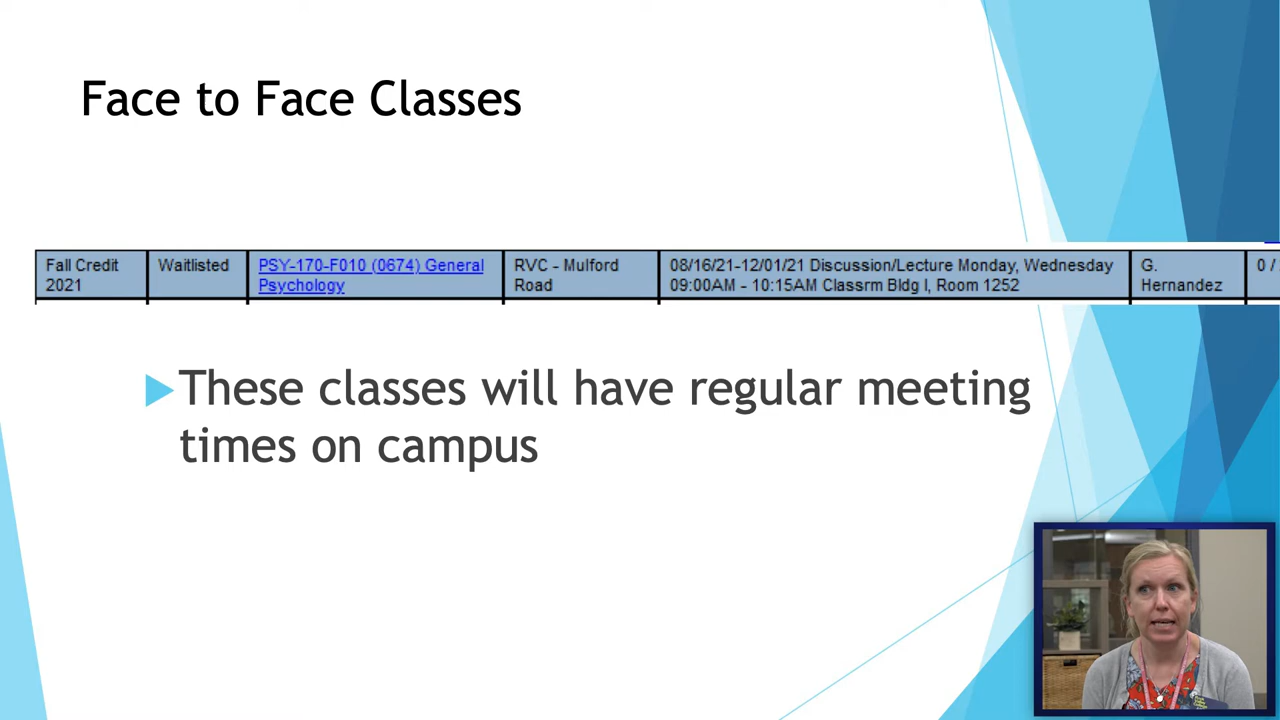 Face to Face Classes
Fall Credit 2021
Waitlisted
PSY-170-F010 (0674) General Psychology
RVC - Mulford Road
08/16/21-12/01/21 Discussion/Lecture Monday, Wednesday
09:00AM - 10:15AM Classrm Bldg I, Room 1252
G. Hernandez
0 /
These classes will have regular meeting
times on campus